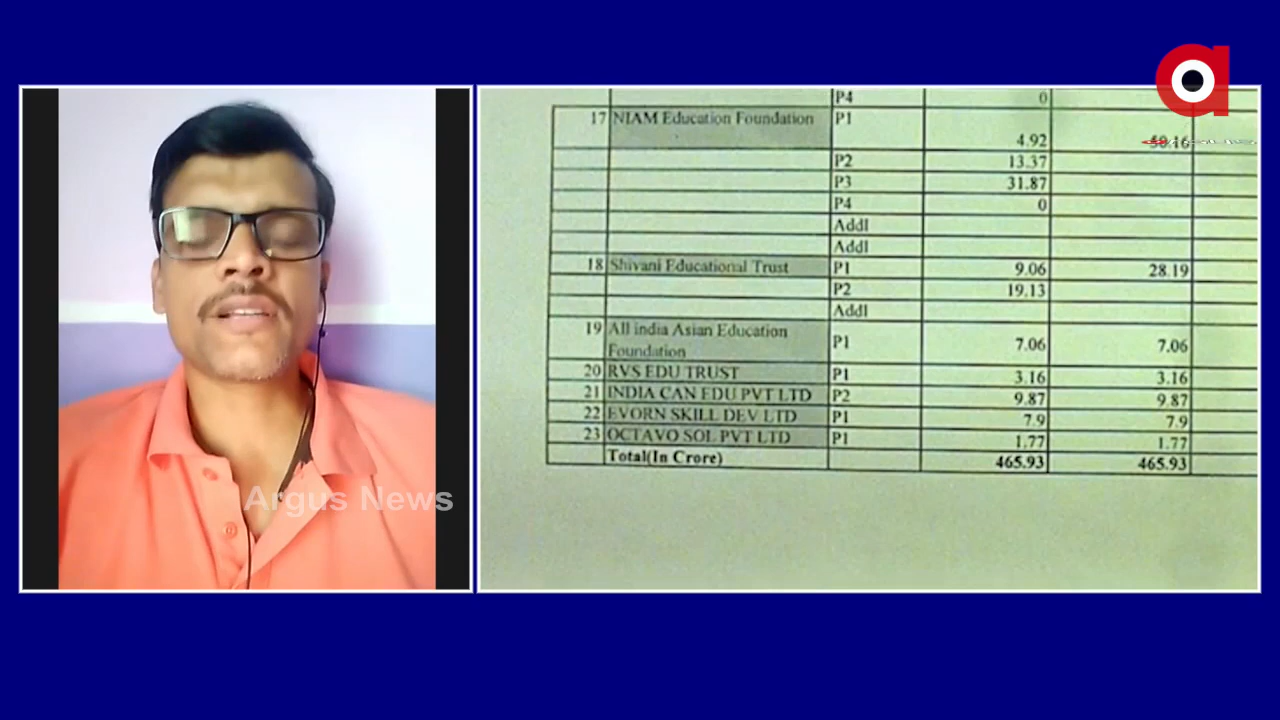 P4 0
17 NIAM Education Foundation P1 4.92 50.16
P2 13.37
P3 31.87
P4 0
Addl
Addl
18 Shivani Educational Trust P1 9.06 28.19
P2 19.13
Addl
19 All india Asian Education
Foundation P1 7.06 7.06
20 RVS EDU TRUST P1 3.16 3.16
21 INDIA CAN EDU PVT LTD P2 9.87 9.87
22 EVORN SKILL DEV LTD P1 7.9 7.9
23 OCTAVO SOL PVT LTD P1 1.77 1.77
Total(In Crore) 465.93 465.93
Argus News